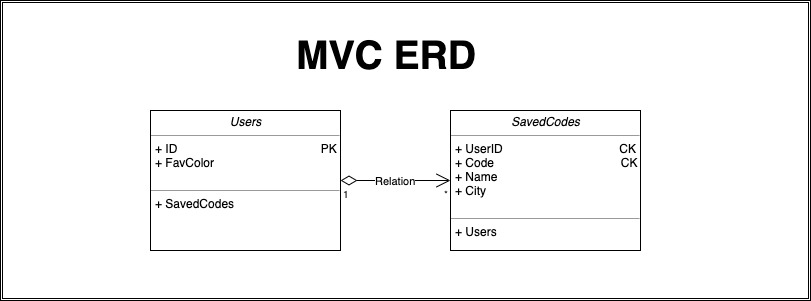 MVC ERD
Users
+ ID PK
+ FavColor
+ SavedCodes
Relation
1
*
SavedCodes
+ UserID CK
+ Code CK
+ Name
+ City
+ Users